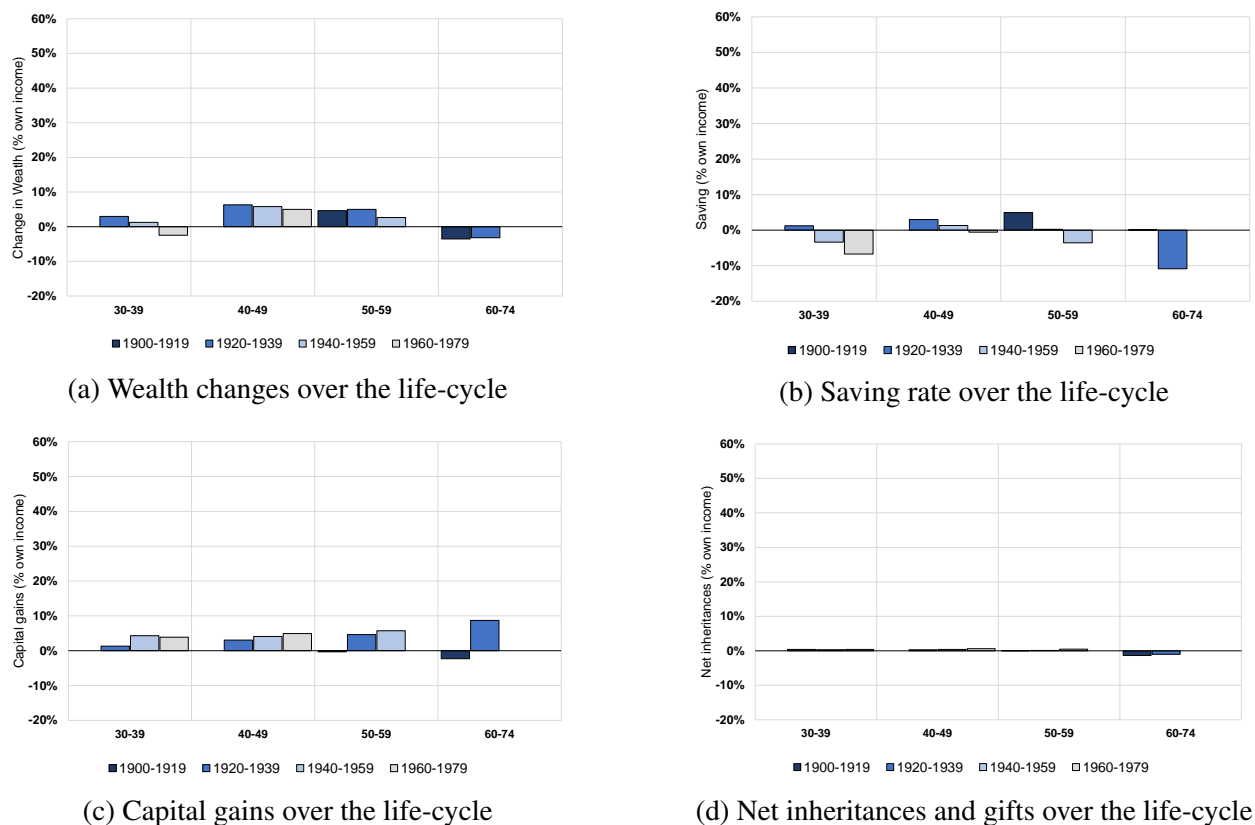 60%
50%
40%
30%
20%
10%
0%
-10%
-20%
Change in Weatlh (% own income)
30-39 40-49 50-59 60-74
1900-1919 1920-1939 1940-1959 1960-1979
(a) Wealth changes over the life-cycle
60%
50%
40%
30%
20%
10%
0%
-10%
-20%
Saving (% own income)
30-39 40-49 50-59 60-74
1900-1919 1920-1939 1940-1959 1960-1979
(b) Saving rate over the life-cycle
60%
50%
40%
30%
20%
10%
0%
-10%
-20%
Capital gains (% own income)
30-39 40-49 50-59 60-74
1900-1919 1920-1939 1940-1959 1960-1979
(c) Capital gains over the life-cycle
60%
50%
40%
30%
20%
10%
0%
-10%
-20%
Net inheritances (% own income)
30-39 40-49 50-59 60-74
1900-1919 1920-1939 1940-1959 1960-1979
(d) Net inheritances and gifts over the life-cycle